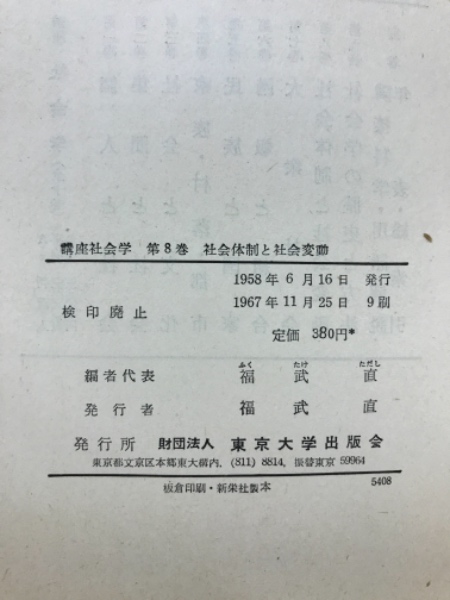 講座社会学 第8巻 社会体制と社会変動
1958年6月16日 発行
1967年11月25日 9刷
検印廃止
定価 380円*
ふく たけ ただし
編者代表 福武直
発行者 福武直
発行所 財団法人 東京大学出版会
東京都文京区本郷東大構内. (811) 8814, 振替東京 59964
板倉印刷・新栄社製本
5408